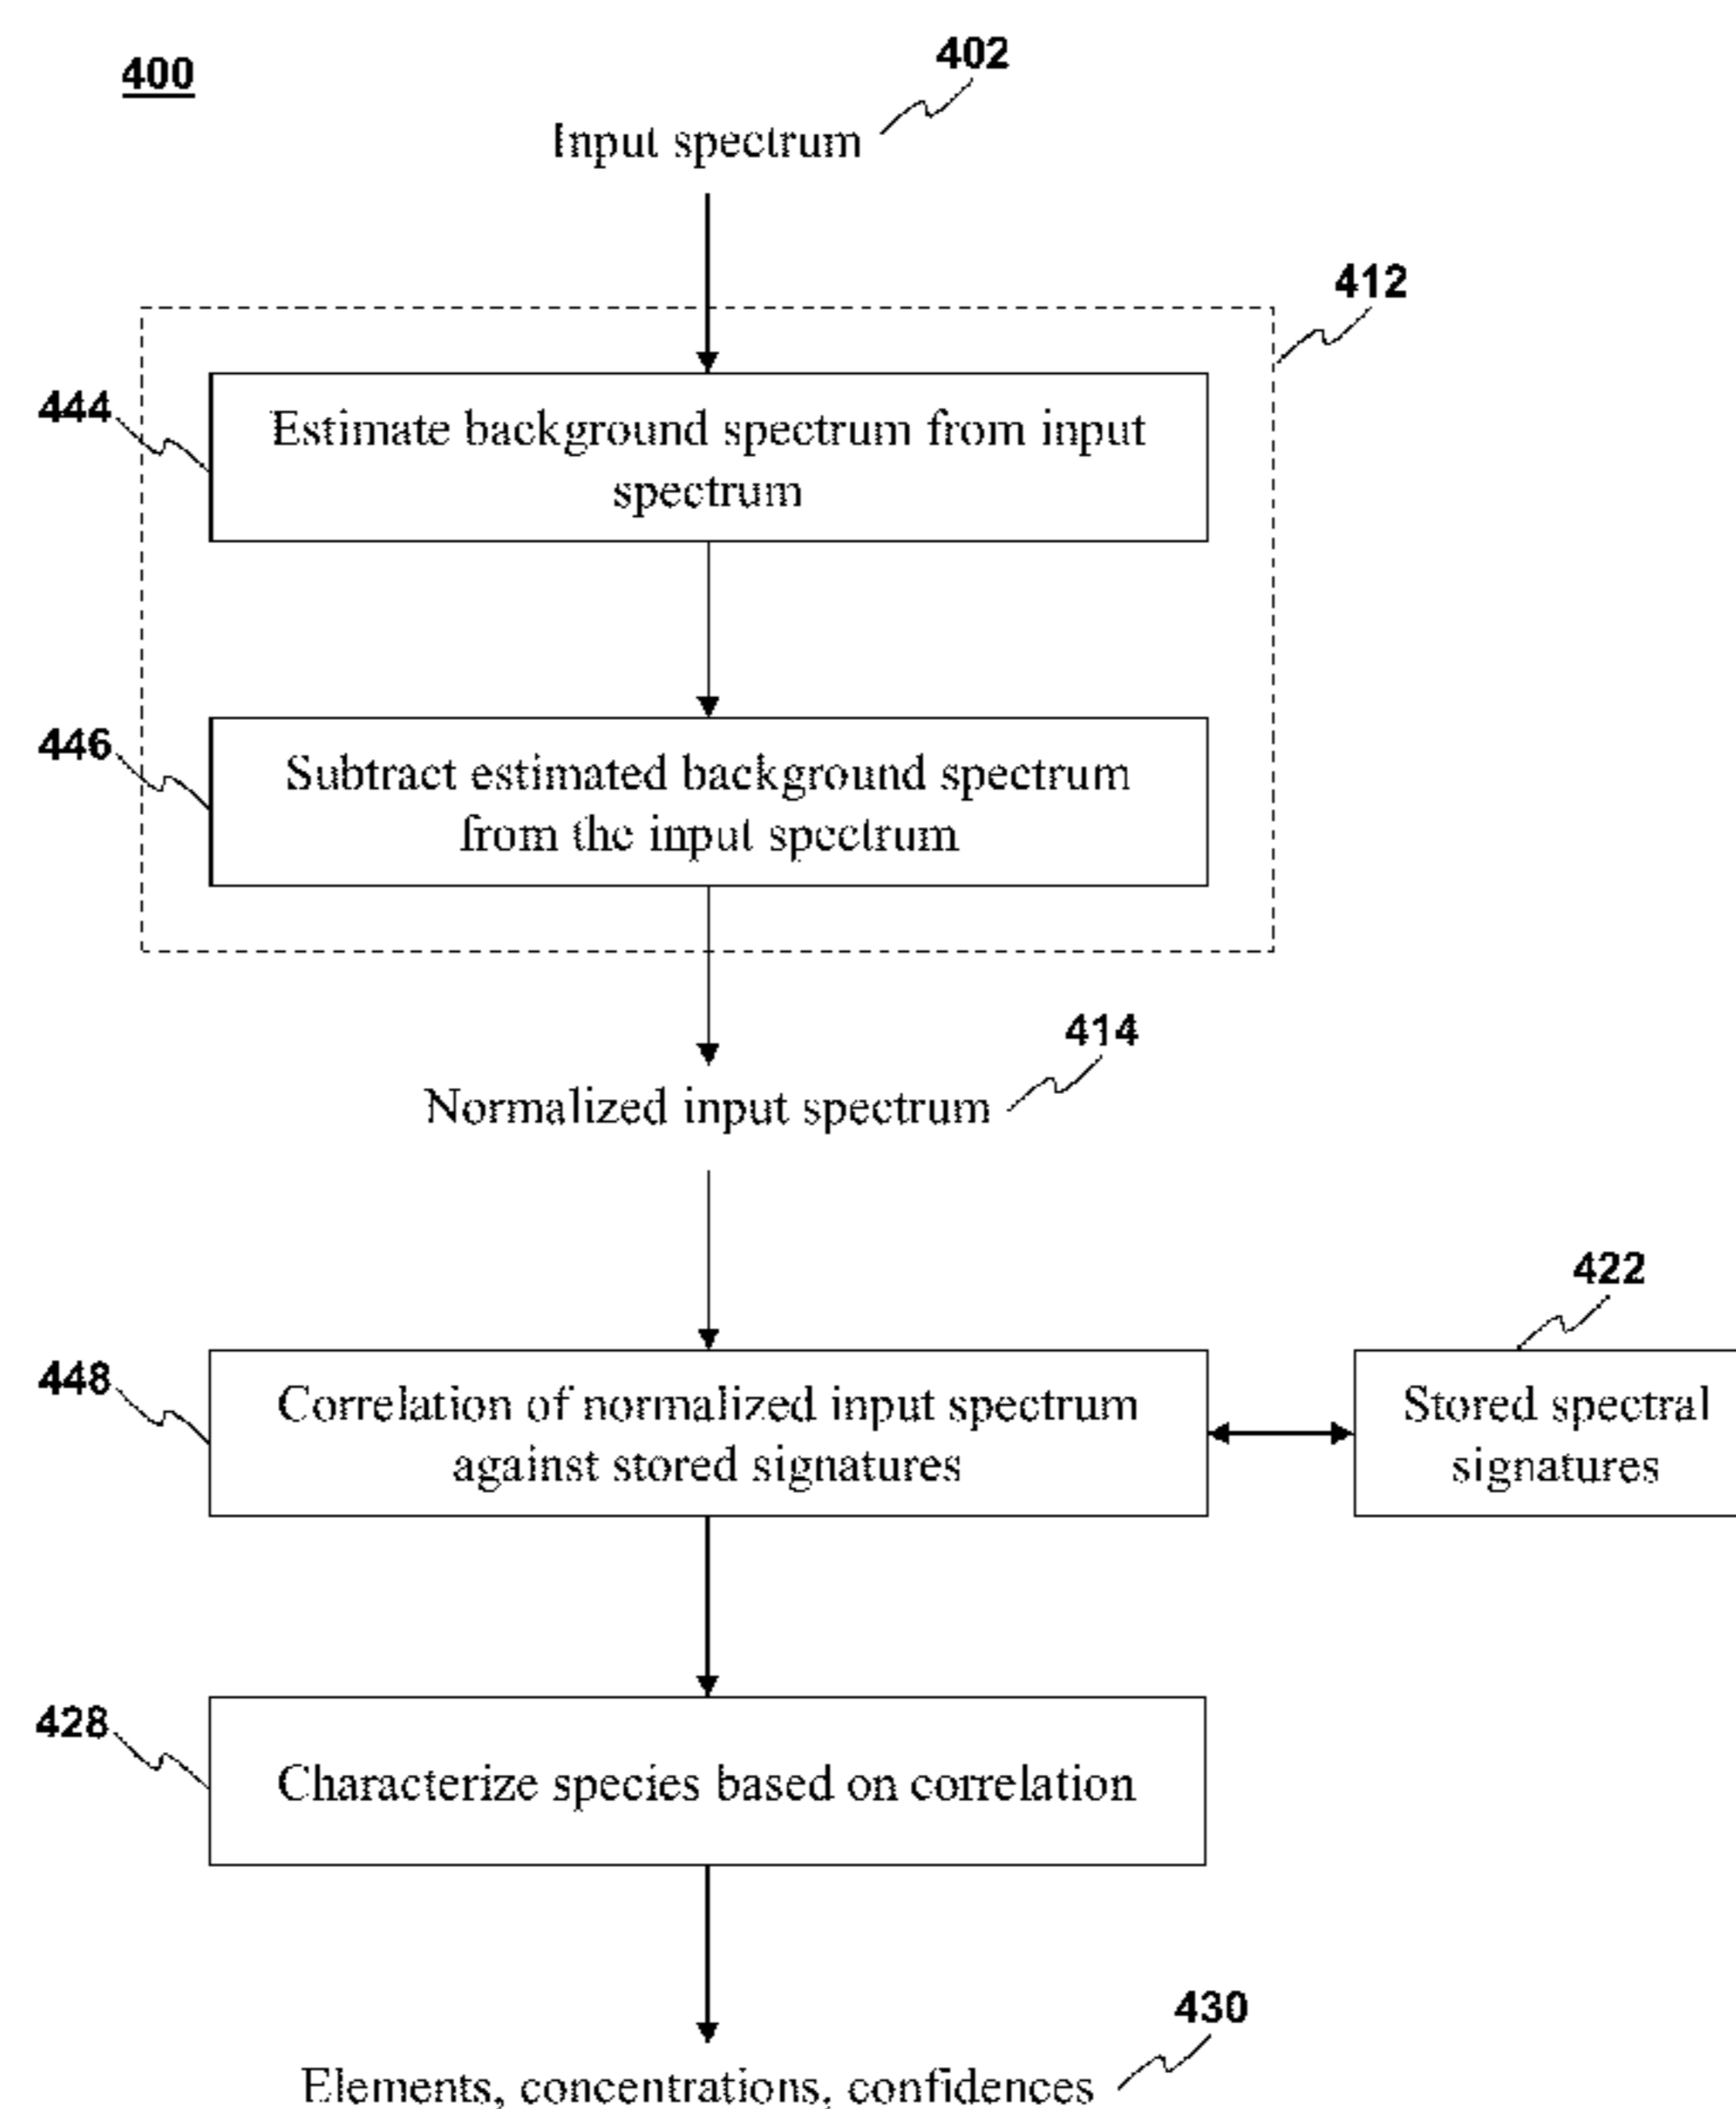 400
402
Input spectrum
412
444
Estimate background spectrum from input
spectrum
446
Subtract estimated background spectrum
from the input spectrum
414
Normalized input spectrum
422
448
Correlation of normalized input spectrum
against stored signatures
Stored spectral
signatures
428
Characterize species based on correlation
430
Elements, concentrations, confidences